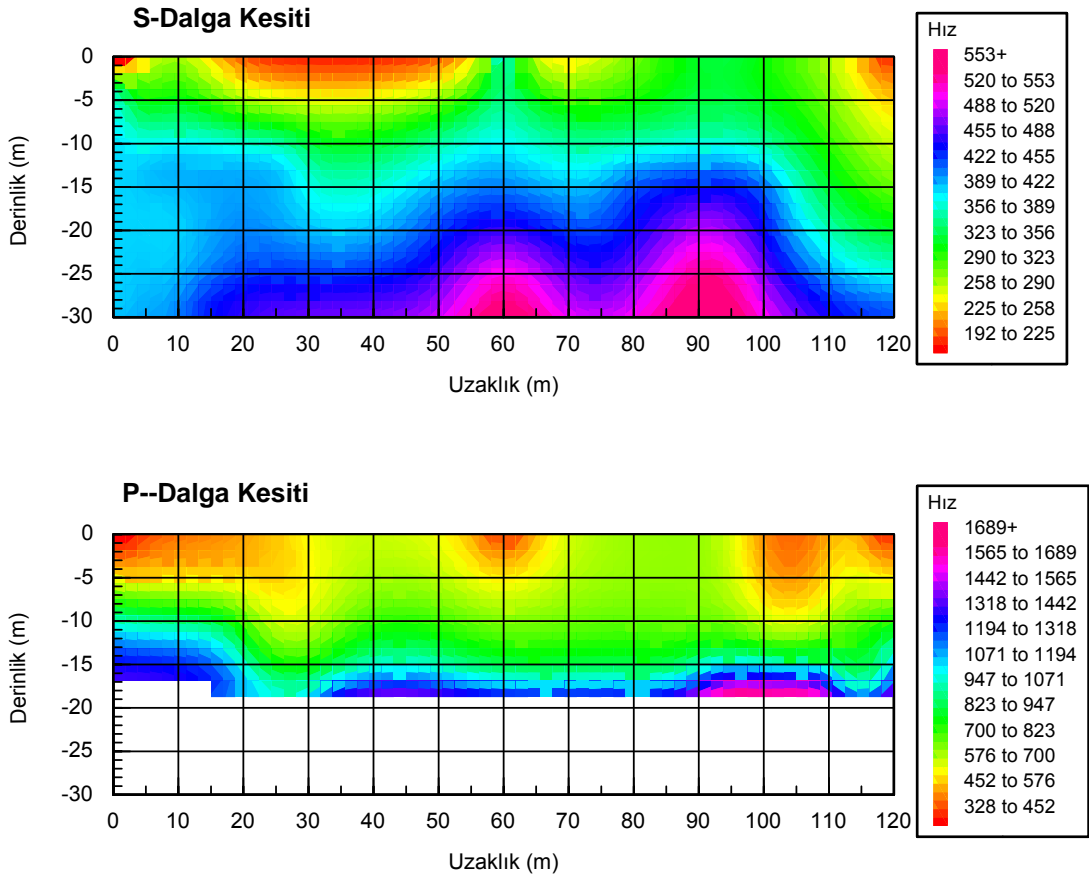 S-Dalga Kesiti
Hız
553+
520 to 553
488 to 520
455 to 488
422 to 455
389 to 422
356 to 389
323 to 356
290 to 323
258 to 290
225 to 258
192 to 225
Derinilik (m)
0
-5
-10
-15
-20
-25
-30
0 10 20 30 40 50 60 70 80 90 100 110 120
Uzaklık (m)
P--Dalga Kesiti
Hız
1689+
1565 to 1689
1442 to 1565
1318 to 1442
1194 to 1318
1071 to 1194
947 to 1071
823 to 947
700 to 823
576 to 700
452 to 576
328 to 452
Derinilik (m)
0
-5
-10
-15
-20
-25
-30
0 10 20 30 40 50 60 70 80 90 100 110 120
Uzaklık (m)